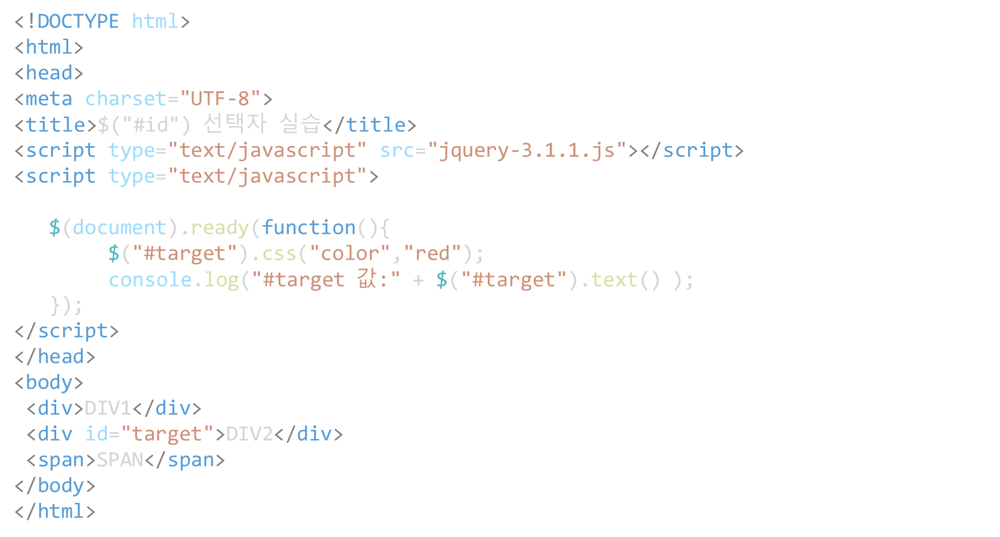 <!DOCTYPE html>
<html>
<head>
<meta charset="UTF-8">
<title>$("#id") 선택자 실습</title>
<script type="text/javascript" src="jquery-3.1.1.js"></script>
<script type="text/javascript">

   $(document).ready(function(){
        $("#target").css("color","red");
        console.log("#target 값:" + $("#target").text() );
   });
</script>
</head>
<body>
 <div>DIV1</div>
 <div id="target">DIV2</div>
 <span>SPAN</span>
</body>
</html>